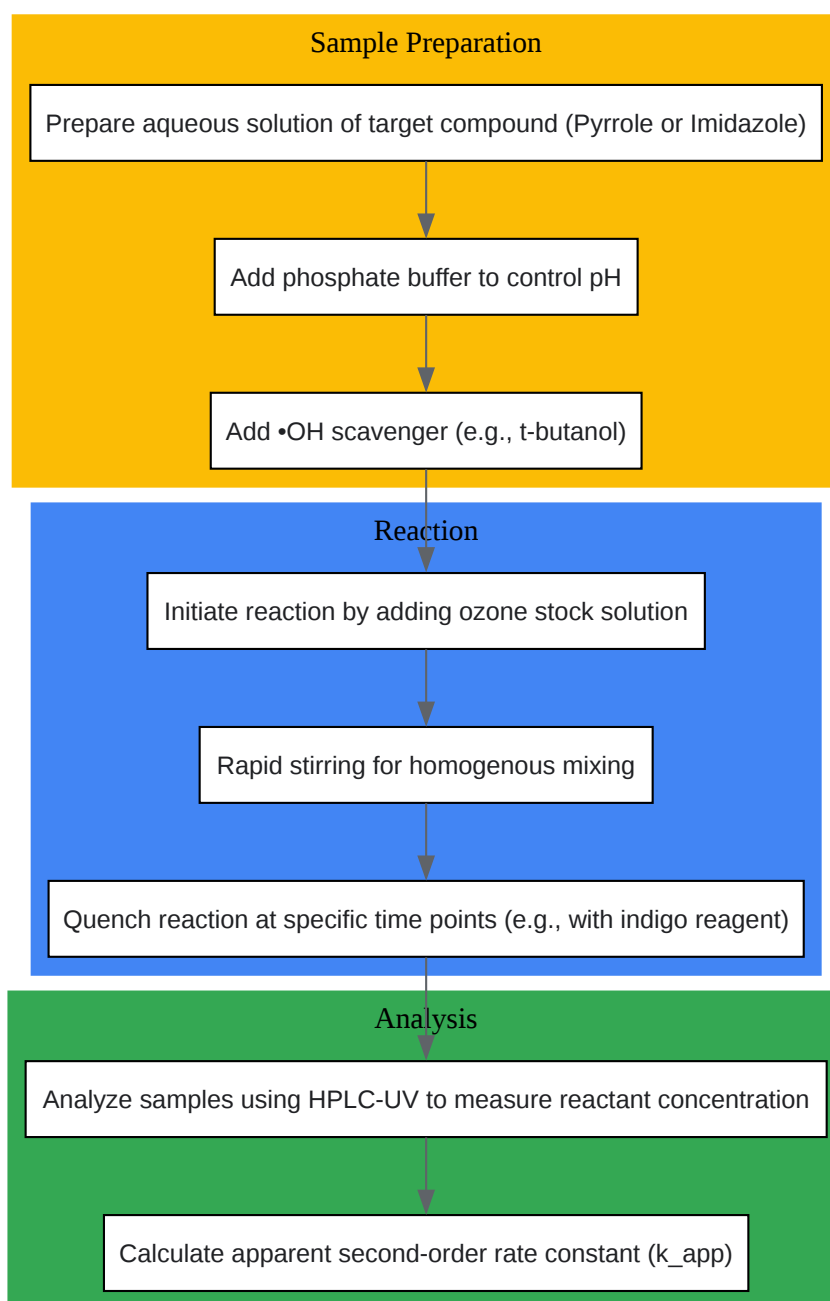 Sample Preparation
Prepare aqueous solution of target compound (Pyrrole or Imidazole)
Add phosphate buffer to control pH
Add •OH scavenger (e.g., t-butanol)
Reaction
Initiate reaction by adding ozone stock solution
Rapid stirring for homogenous mixing
Quench reaction at specific time points (e.g., with indigo reagent)
Analysis
Analyze samples using HPLC-UV to measure reactant concentration
Calculate apparent second-order rate constant (k_app)